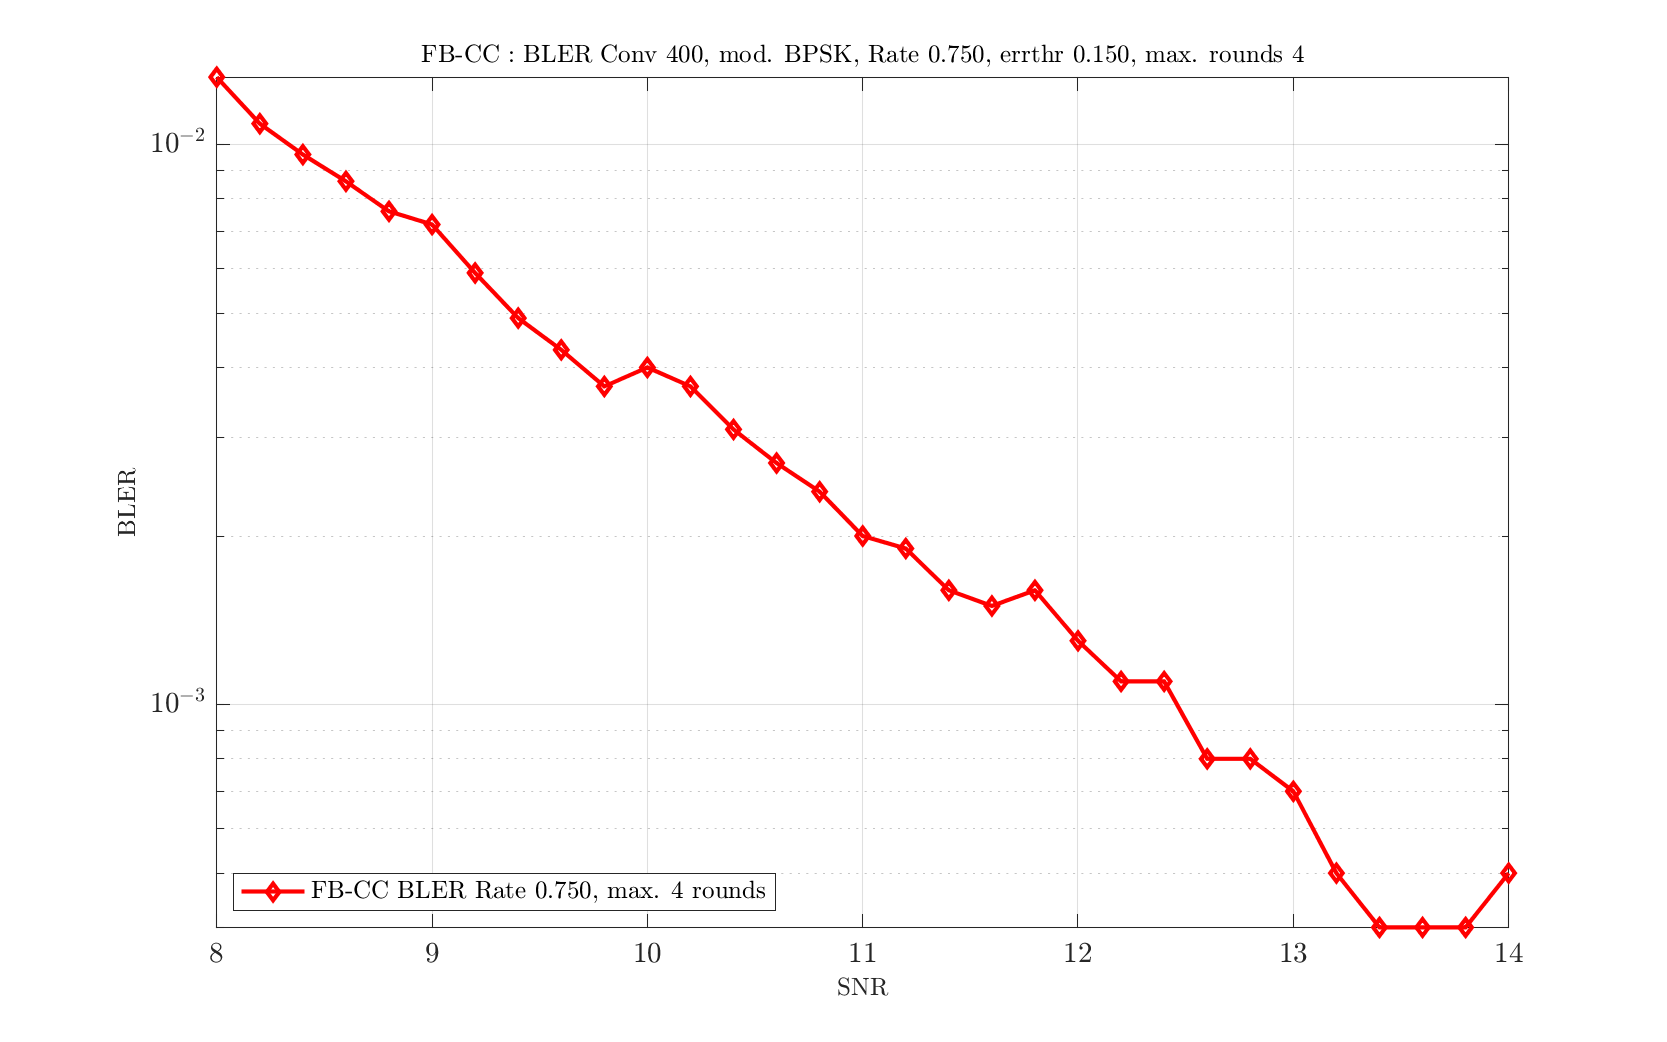 FB-CC : BLER Conv 400, mod. BPSK, Rate 0.750, errthr 0.150, max. rounds 4
10^{-2}
10^{-3}
BLER
FB-CC BLER Rate 0.750, max. 4 rounds
8 9 10 11 12 13 14
SNR